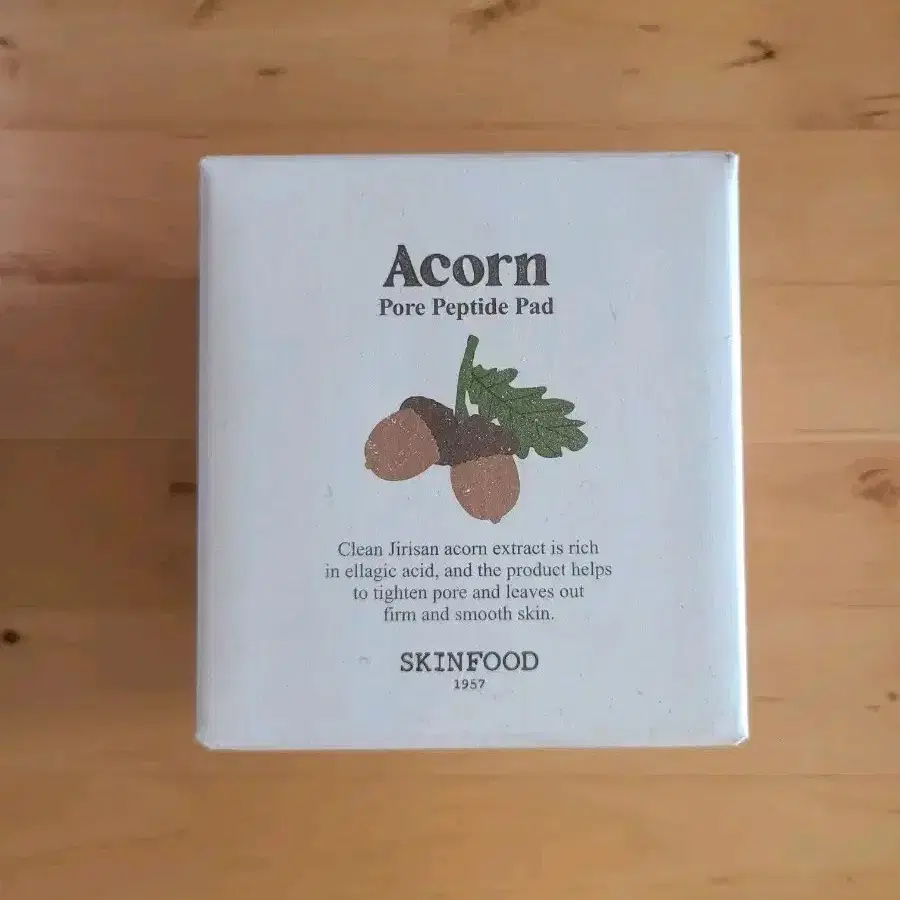 Acorn
Pore Peptide Pad
Clean Jirisan acorn extract is rich
in ellagic acid, and the product helps
to tighten pore and leaves out
firm and smooth skin.
SKINFOOD
1957